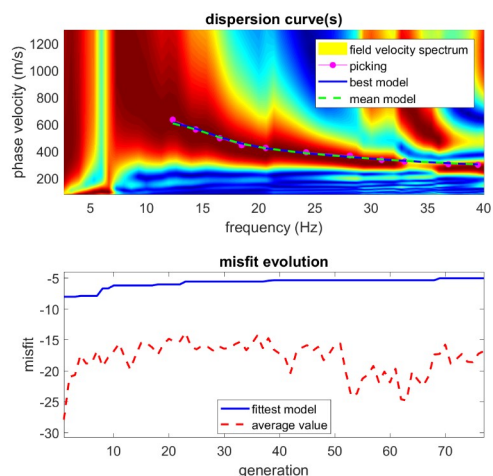 dispersion curve(s)
phase velocity (m/s)
1200
1000
800
600
400
200
field velocity spectrum
picking
best model
mean model
5 10 15 20 25 30 35 40
frequency (Hz)
misfit evolution
misfit
-5
-10
-15
-20
-25
-30
fittest model
average value
10 20 30 40 50 60 70
generation